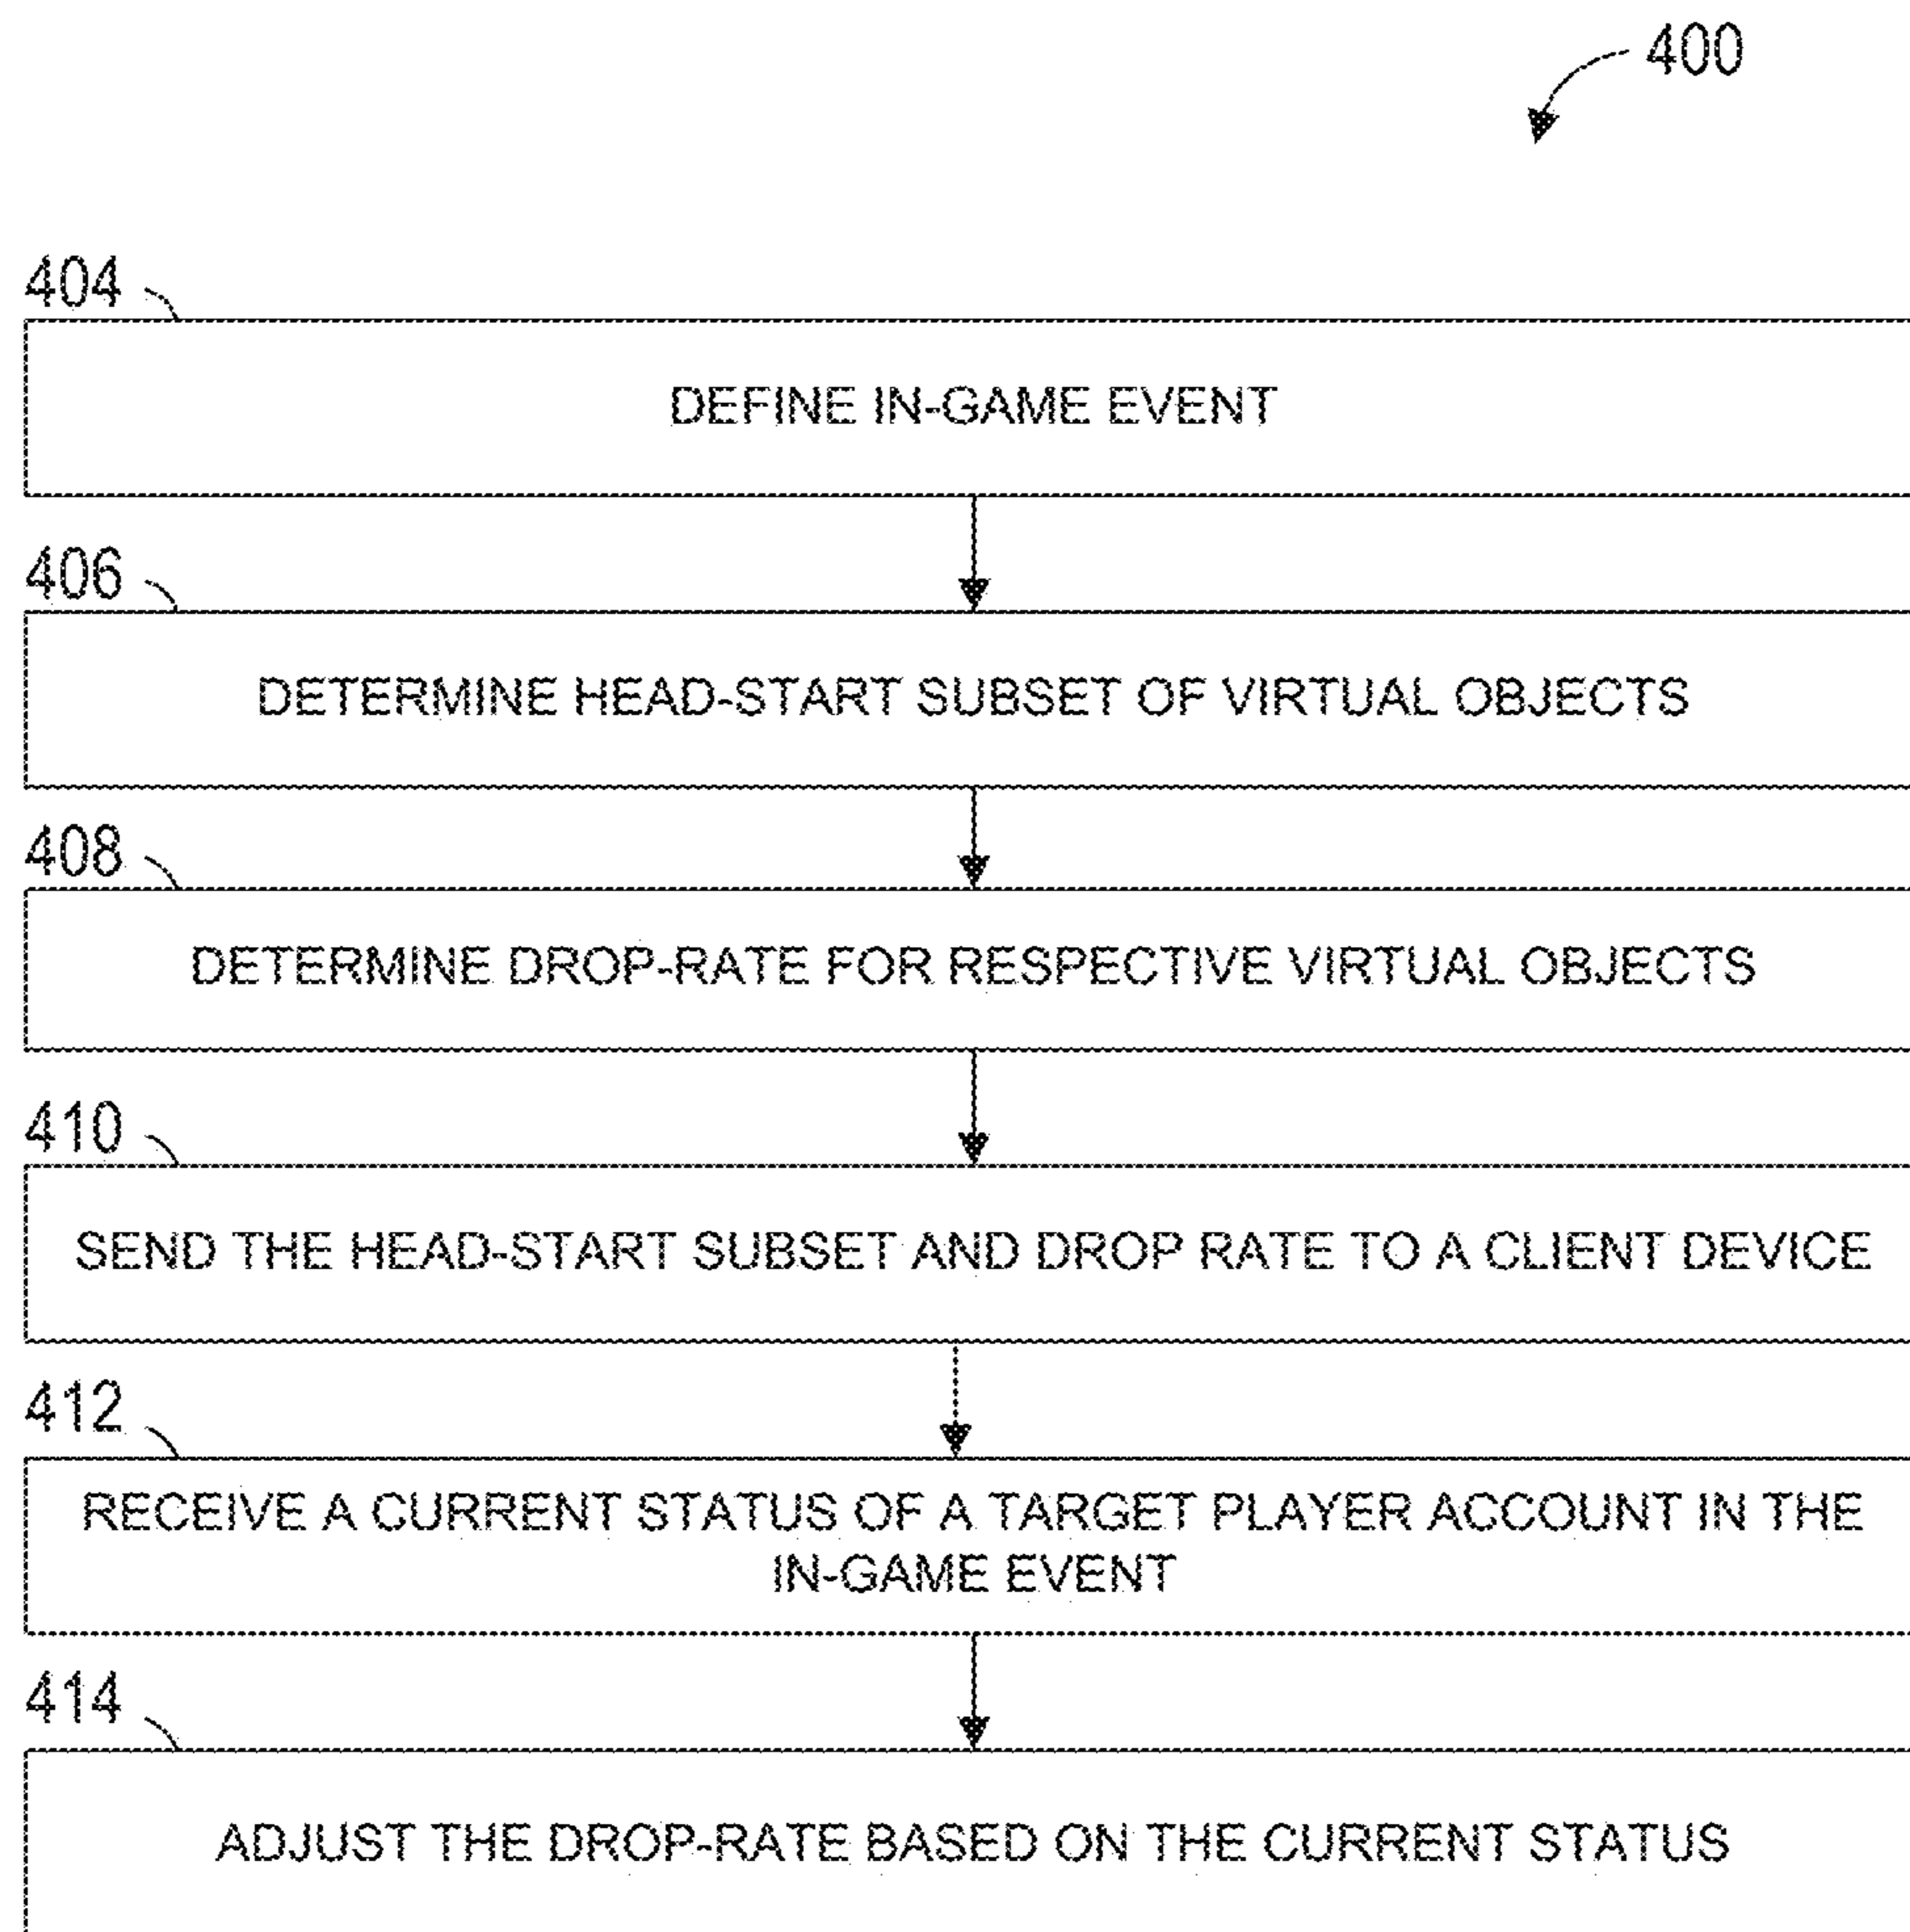 400
404
DEFINE IN-GAME EVENT
406
DETERMINE HEAD-START SUBSET OF VIRTUAL OBJECTS
408
DETERMINE DROP-RATE FOR RESPECTIVE VIRTUAL OBJECTS
410
SEND THE HEAD-START SUBSET AND DROP RATE TO A CLIENT DEVICE
412
RECEIVE A CURRENT STATUS OF A TARGET PLAYER ACCOUNT IN THE
IN-GAME EVENT
414
ADJUST THE DROP-RATE BASED ON THE CURRENT STATUS